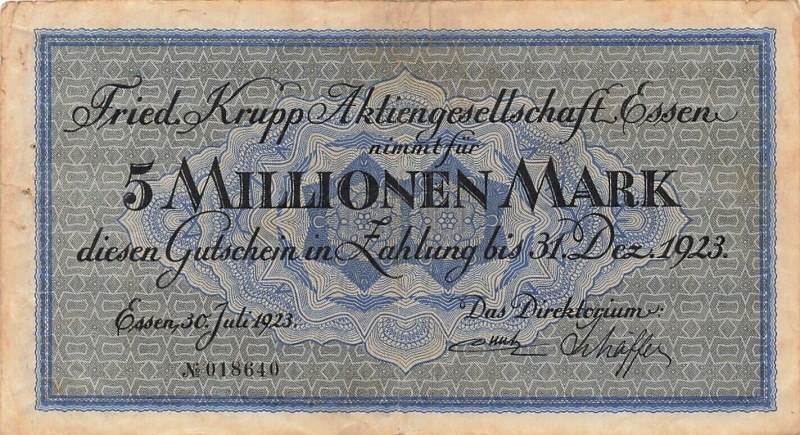 Fried. Krupp Aktiengesellschaft, Essen
nimmt für
5 MILLIONEN MARK
diesen Gutschein in Zahlung bis 31. Dez. 1923.
Essen, 30. Juli 1923.
Das Direktorium:
Schäffer
№ 018640